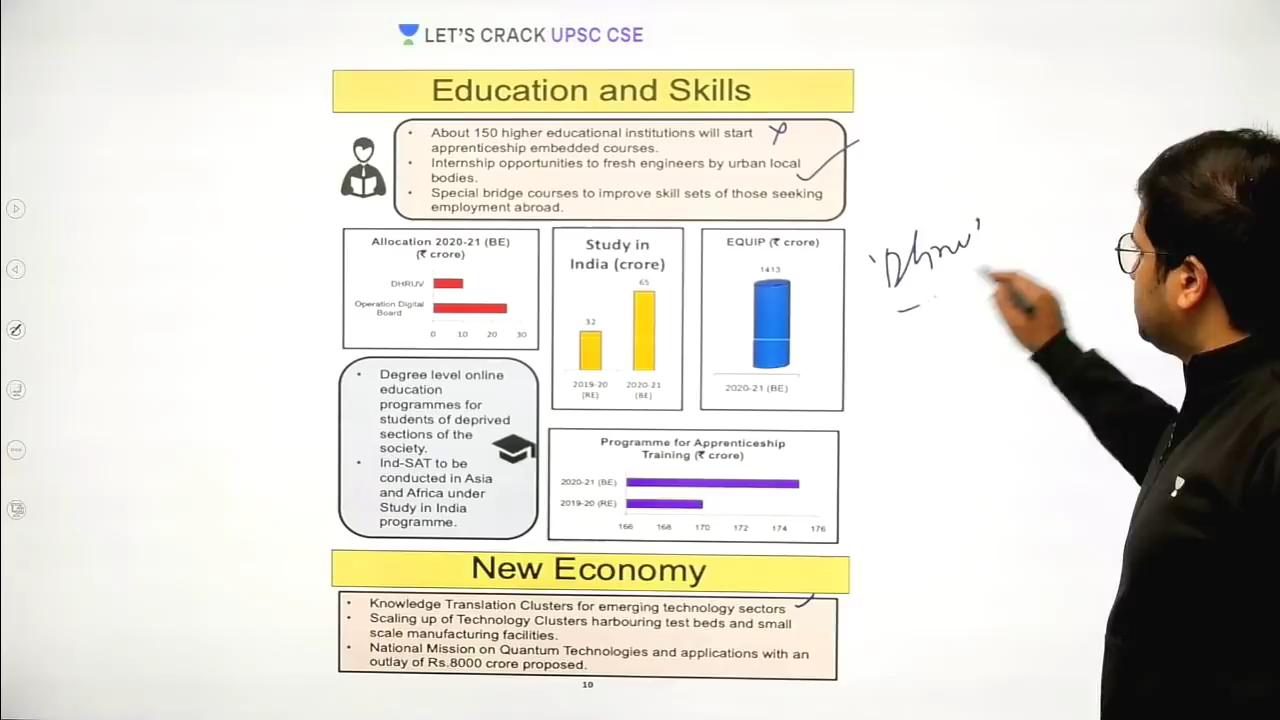 LET'S CRACK UPSC CSE
Education and Skills
• About 150 higher educational institutions will start
apprenticeship embedded courses.
• Internship opportunities to fresh engineers by urban local
bodies.
• Special bridge courses to improve skill sets of those seeking
employment abroad.
Allocation 2020-21 (BE)
(₹ crore)
DHRUV
Operation Digital
Board
0 10 20 30
Study in
India (crore)
65
32
2019-20
(RE)
2020-21
(BE)
EQUIP (₹ crore)
1413
2020-21 (BE)
• Degree level online
education
programmes for
students of deprived
sections of the
society.
• Ind-SAT to be
conducted in Asia
and Africa under
Study in India
programme.
Programme for Apprenticeship
Training (₹ crore)
2020-21 (BE)
2019-20 (RE)
166 168 170 172 174 176
New Economy
• Knowledge Translation Clusters for emerging technology sectors
• Scaling up of Technology Clusters harbouring test beds and small
scale manufacturing facilities.
• National Mission on Quantum Technologies and applications with an
outlay of Rs.8000 crore proposed.
10